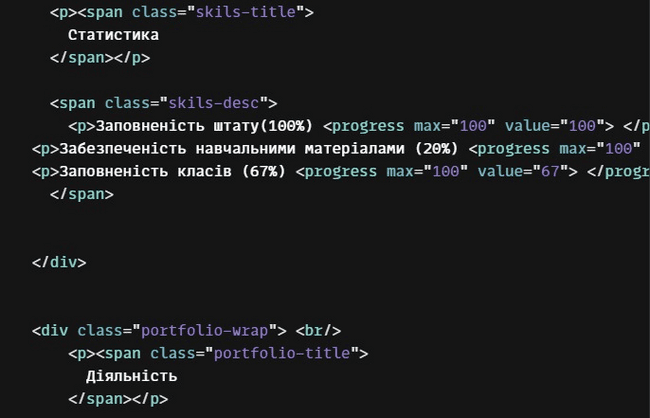 <p><span class="skils-title">
Статистика
</span></p>
<span class="skils-desc">
<p>Заповненість штату(100%) <progress max="100" value="100"> </p
<p>Забезпеченість навчальними матеріалами (20%) <progress max="100"
<p>Заповненість класів (67%) <progress max="100" value="67"> </progr
</span>
</div>
<div class="portfolio-wrap"> <br/>
<p><span class="portfolio-title">
Діяльність
</span></p>